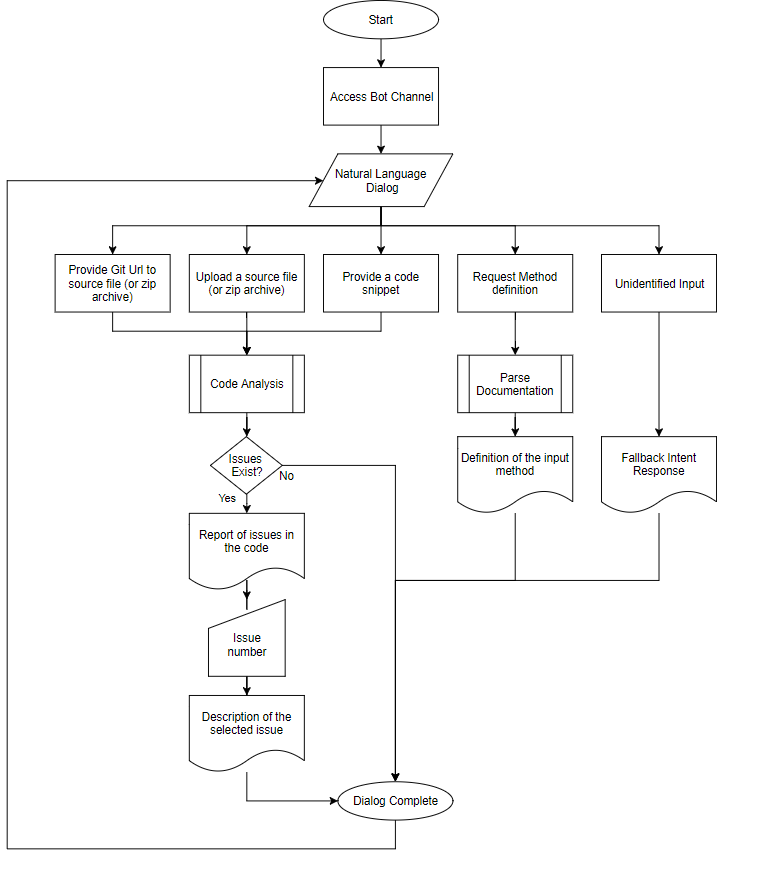 Start
Access Bot Channel
Natural Language
Dialog
Provide Git Url to
source file (or zip
archive)
Upload a source file
(or zip archive)
Provide a code
snippet
Request Method
definition
Unidentified Input
Code Analysis
Parse
Documentation
Issues
Exist?
No
Yes
Definition of the input
method
Fallback Intent
Response
Report of issues in
the code
Issue
number
Description of the
selected issue
Dialog Complete